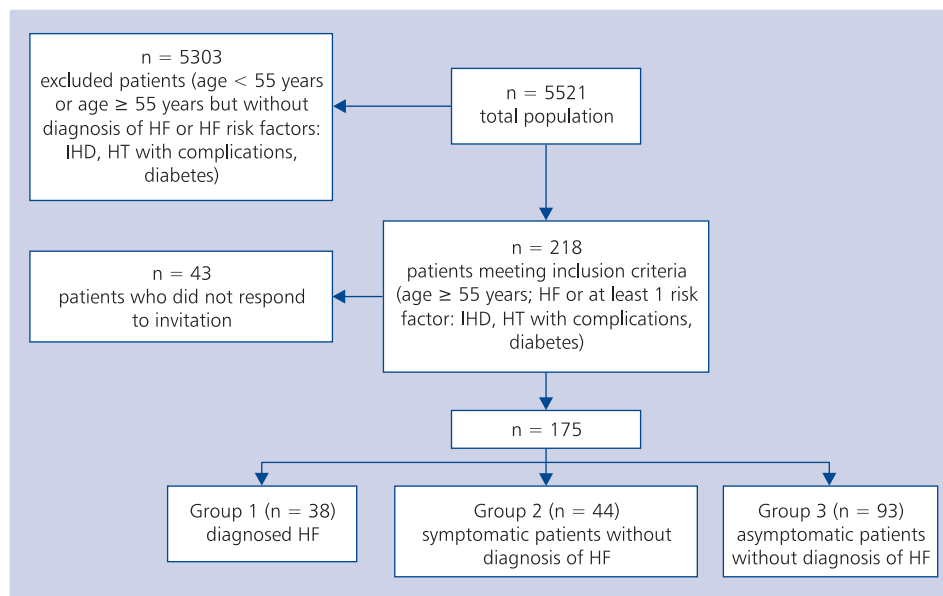 n = 5303
excluded patients (age < 55 years
or age ≥ 55 years but without
diagnosis of HF or HF risk factors:
IHD, HT with complications,
diabetes)
n = 5521
total population
n = 218
patients meeting inclusion criteria
(age ≥ 55 years; HF or at least 1 risk
factor: IHD, HT with complications,
diabetes)
n = 43
patients who did not respond
to invitation
n = 175
Group 1 (n = 38)
diagnosed HF
Group 2 (n = 44)
symptomatic patients without
diagnosis of HF
Group 3 (n = 93)
asymptomatic patients
without diagnosis of HF